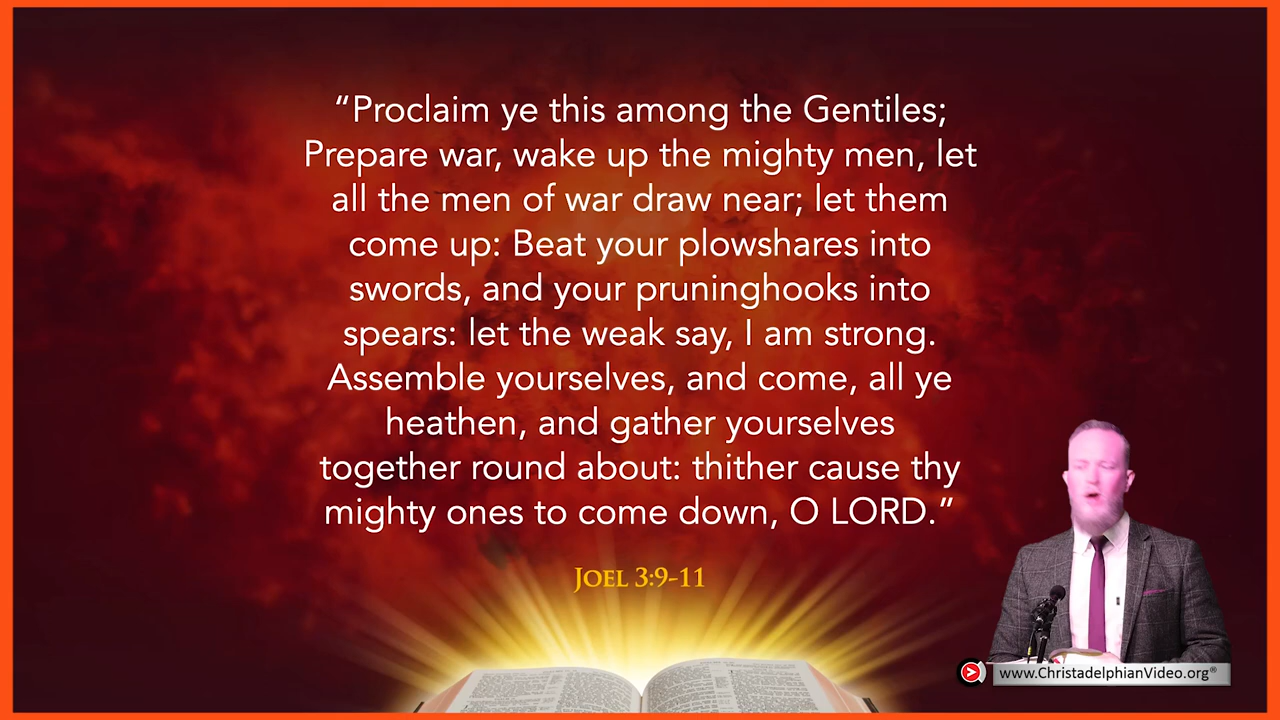 “Proclaim ye this among the Gentiles;
Prepare war, wake up the mighty men, let
all the men of war draw near; let them
come up: Beat your plowshares into
swords, and your pruninghooks into
spears: let the weak say, I am strong.
Assemble yourselves, and come, all ye
heathen, and gather yourselves
together round about: thither cause thy
mighty ones to come down, O LORD.”
JOEL 3:9-11
www.ChristadelphianVideo.org®